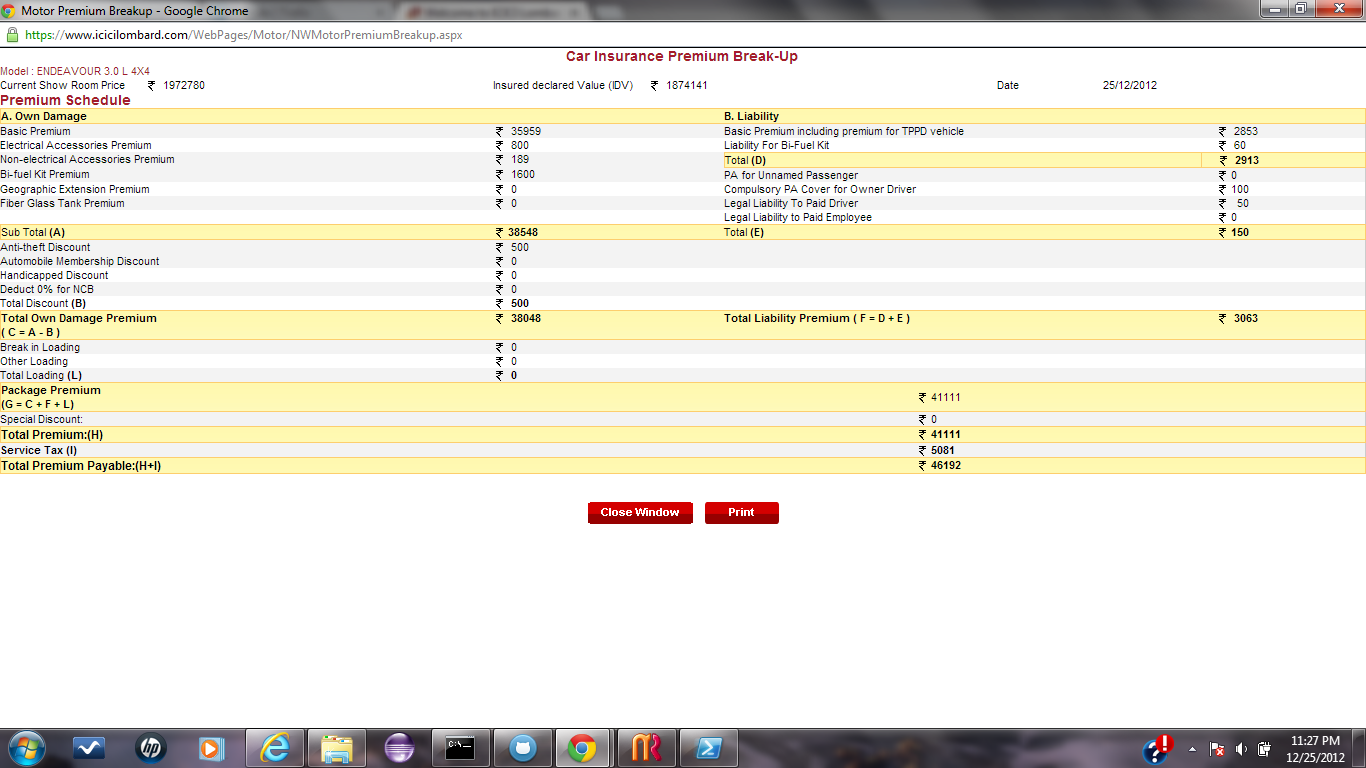 Motor Premium Breakup - Google Chrome
https://www.icicilombard.com/WebPages/Motor/NWMotorPremiumBreakup.aspx
Car Insurance Premium Break-Up
Model : ENDEAVOUR 3.0 L 4X4
Current Show Room Price ₹ 1972780 Insured declared Value (IDV) ₹ 1874141 Date 25/12/2012
Premium Schedule
A. Own Damage B. Liability
Basic Premium ₹ 35959 Basic Premium including premium for TPPD vehicle ₹ 2853
Electrical Accessories Premium ₹ 800 Liability For Bi-Fuel Kit ₹ 60
Non-electrical Accessories Premium ₹ 189 Total (D) ₹ 2913
Bi-fuel Kit Premium ₹ 1600 PA for Unnamed Passenger ₹ 0
Geographic Extension Premium ₹ 0 Compulsory PA Cover for Owner Driver ₹ 100
Fiber Glass Tank Premium ₹ 0 Legal Liability To Paid Driver ₹ 50
Legal Liability to Paid Employee ₹ 0
Sub Total (A) ₹ 38548 Total (E) ₹ 150
Anti-theft Discount ₹ 500
Automobile Membership Discount ₹ 0
Handicapped Discount ₹ 0
Deduct 0% for NCB ₹ 0
Total Discount (B) ₹ 500
Total Own Damage Premium ₹ 38048 Total Liability Premium ( F = D + E ) ₹ 3063
( C = A - B )
Break in Loading ₹ 0
Other Loading ₹ 0
Total Loading (L) ₹ 0
Package Premium
(G = C + F + L) ₹ 41111
Special Discount: ₹ 0
Total Premium:(H) ₹ 41111
Service Tax (I) ₹ 5081
Total Premium Payable:(H+I) ₹ 46192
Close Window Print
hp
C:\_
11:27 PM
12/25/2012